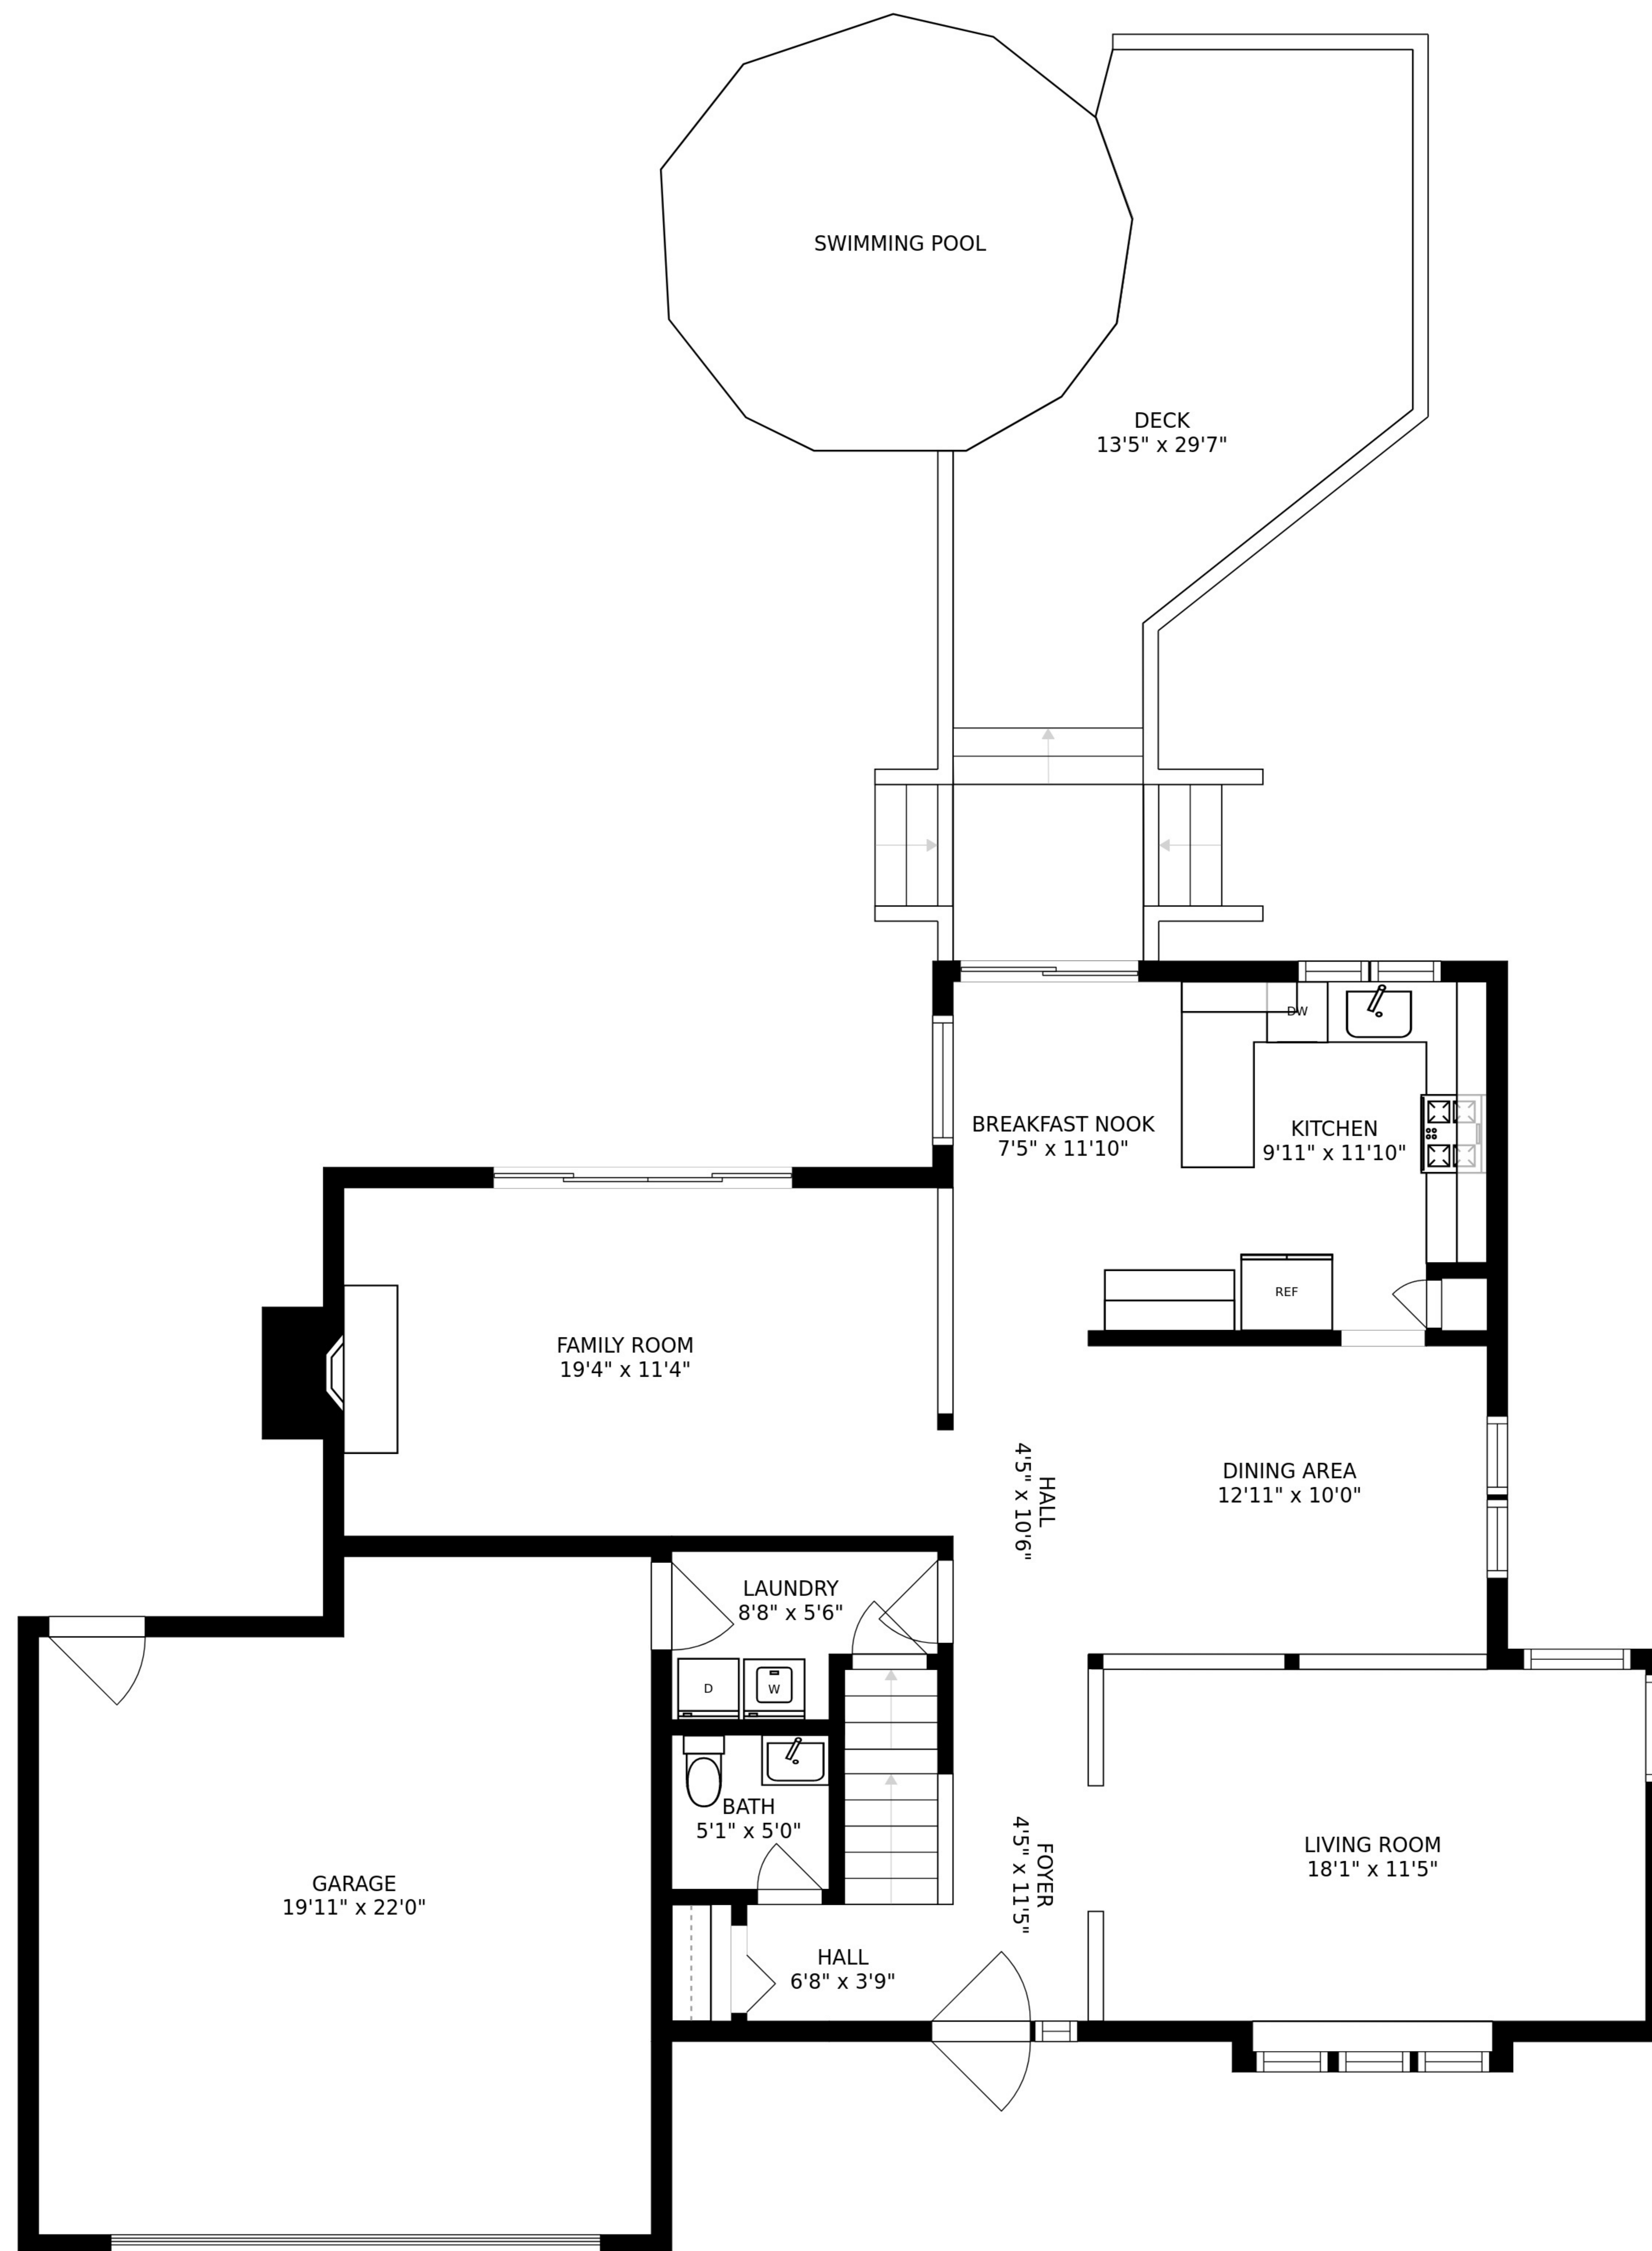 SWIMMING POOL
DECK
13'5" x 29'7"
DW
BREAKFAST NOOK
7'5" x 11'10"
KITCHEN
9'11" x 11'10"
REF
FAMILY ROOM
19'4" x 11'4"
HALL
4'5" x 10'6"
DINING AREA
12'11" x 10'0"
LAUNDRY
8'8" x 5'6"
D
W
BATH
5'1" x 5'0"
FOYER
4'5" x 11'5"
LIVING ROOM
18'1" x 11'5"
GARAGE
19'11" x 22'0"
HALL
6'8" x 3'9"